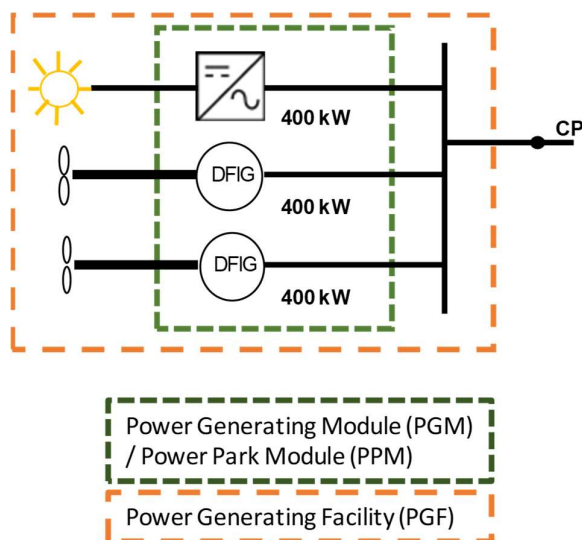 400 kW
CP
DFIG
400 kW
DFIG
400 kW
Power Generating Module (PGM)
/ Power Park Module (PPM)
Power Generating Facility (PGF)